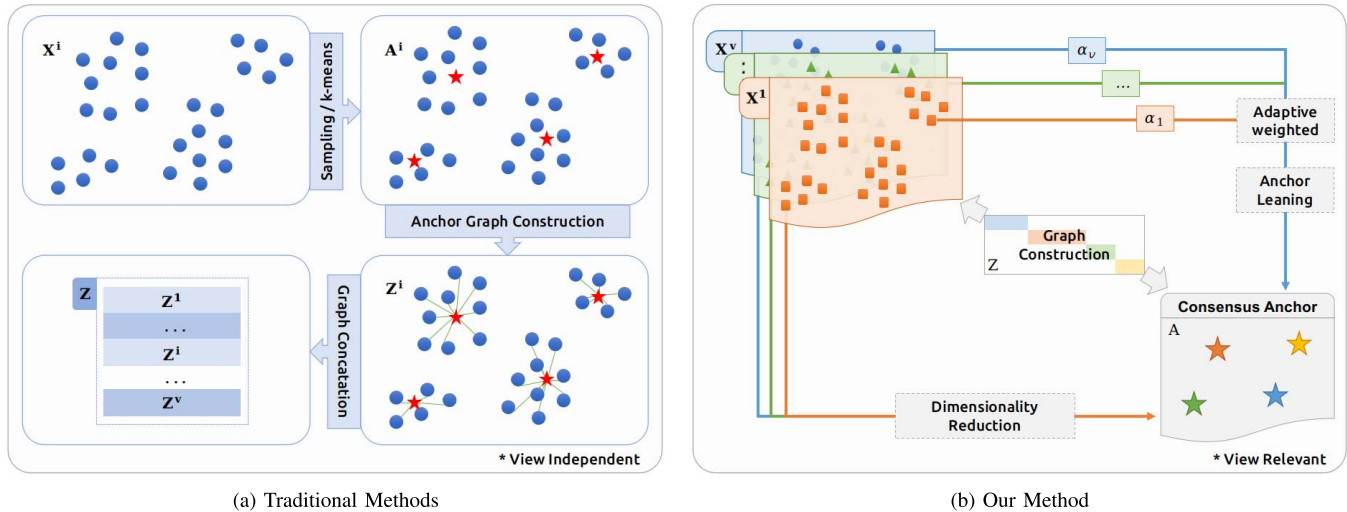 Xⁱ
Sampling / k-means
Aⁱ
Anchor Graph Construction
Zⁱ
Graph Concatation
Z
Z¹
...
Zⁱ
...
Zᵛ
* View Independent
(a) Traditional Methods
Xᵛ
⋮
X¹
αᵥ
...
α₁
Adaptive
weighted
Anchor
Leaning
Graph
Construction
Z
Consensus Anchor
A
Dimensionality
Reduction
* View Relevant
(b) Our Method